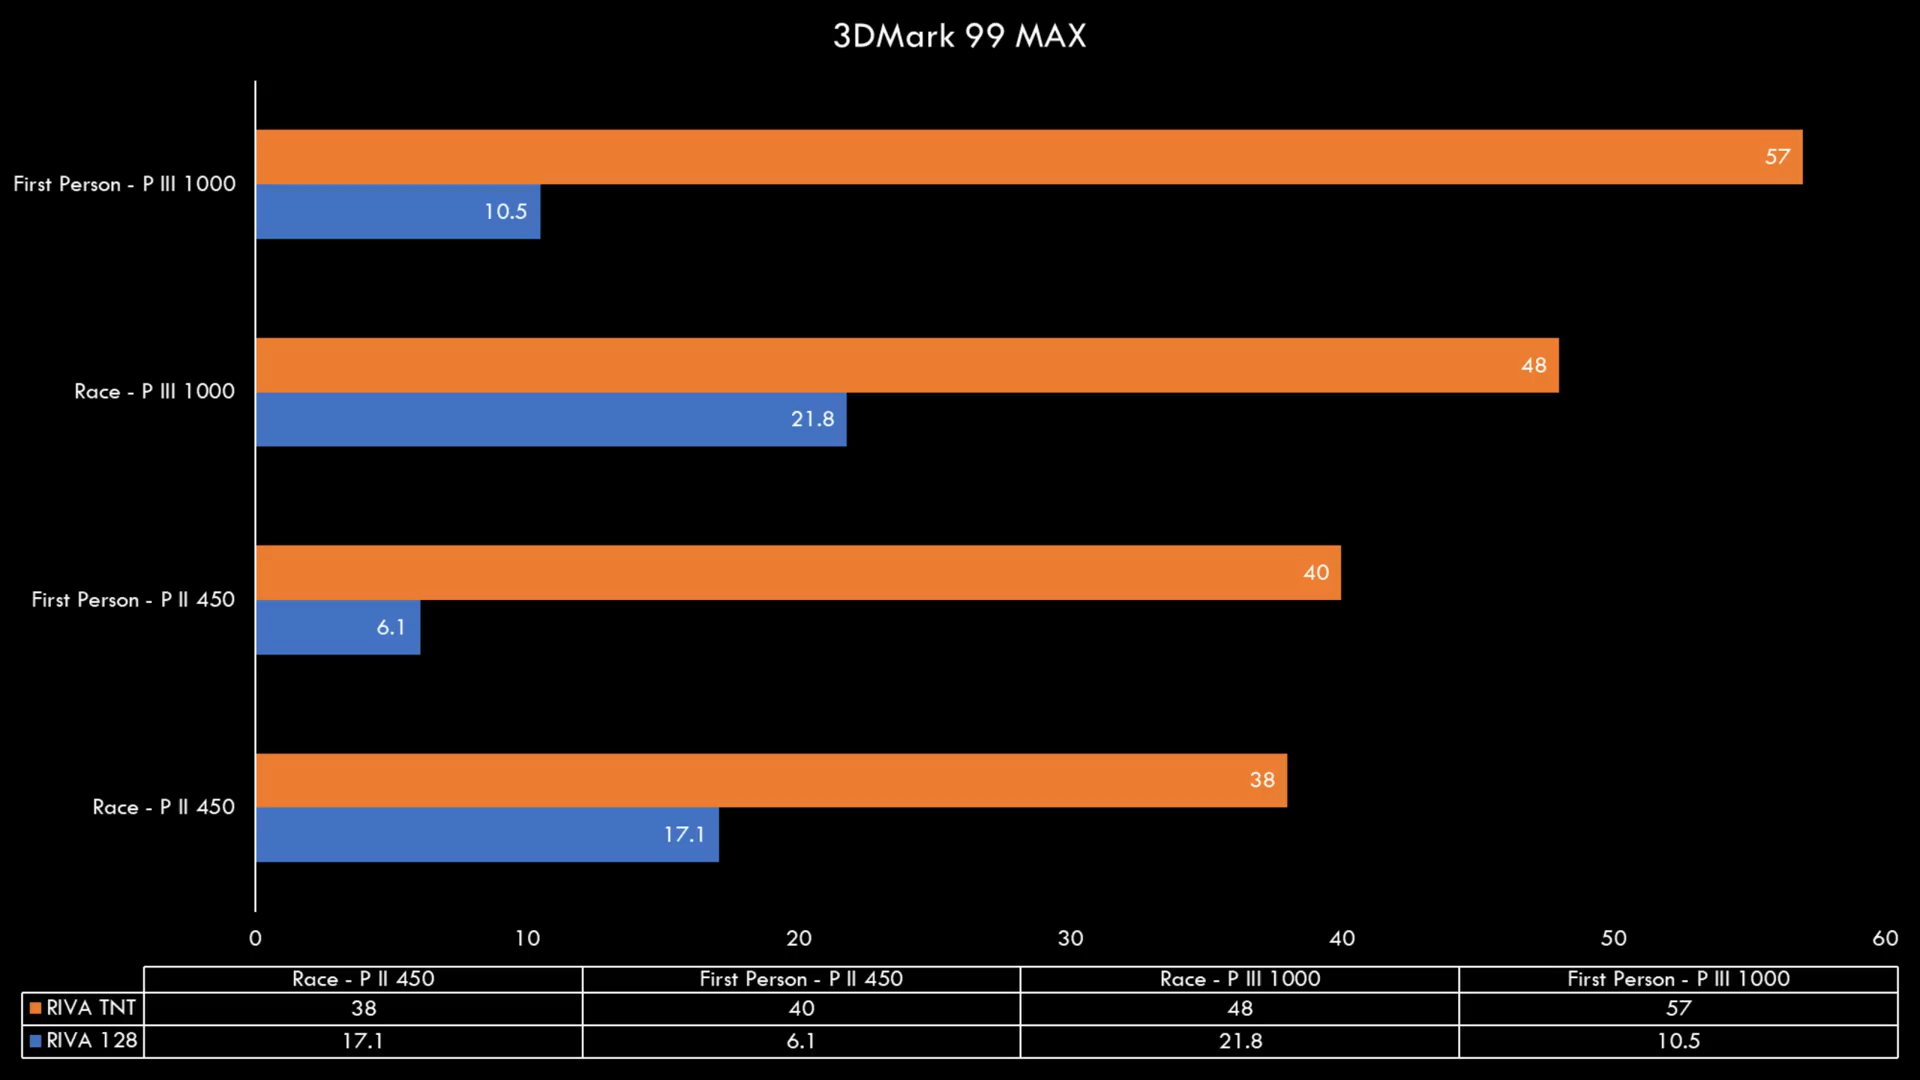 3DMark 99 MAX
First Person - P III 1000
57
10.5
Race - P III 1000
48
21.8
First Person - P II 450
40
6.1
Race - P II 450
38
17.1
0 10 20 30 40 50 60
Race - P II 450 First Person - P II 450 Race - P III 1000 First Person - P III 1000
RIVA TNT 38 40 48 57
RIVA 128 17.1 6.1 21.8 10.5